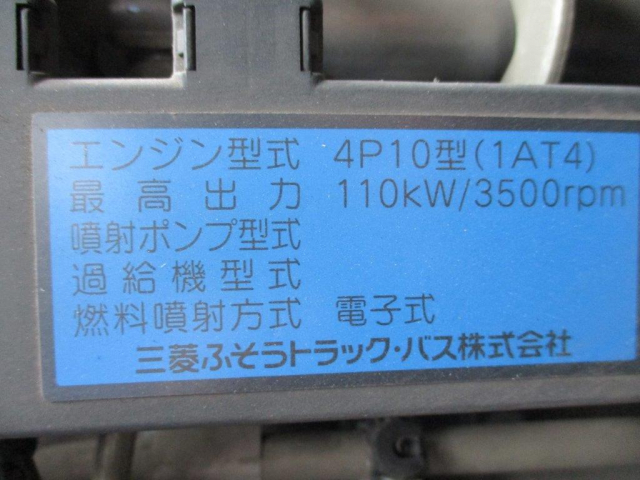 エンジン型式 4P10型(1AT4)
最高出力 110kW/3500rpm
噴射ポンプ型式
過給機型式
燃料噴射方式 電子式
三菱ふそうトラック・バス株式会社